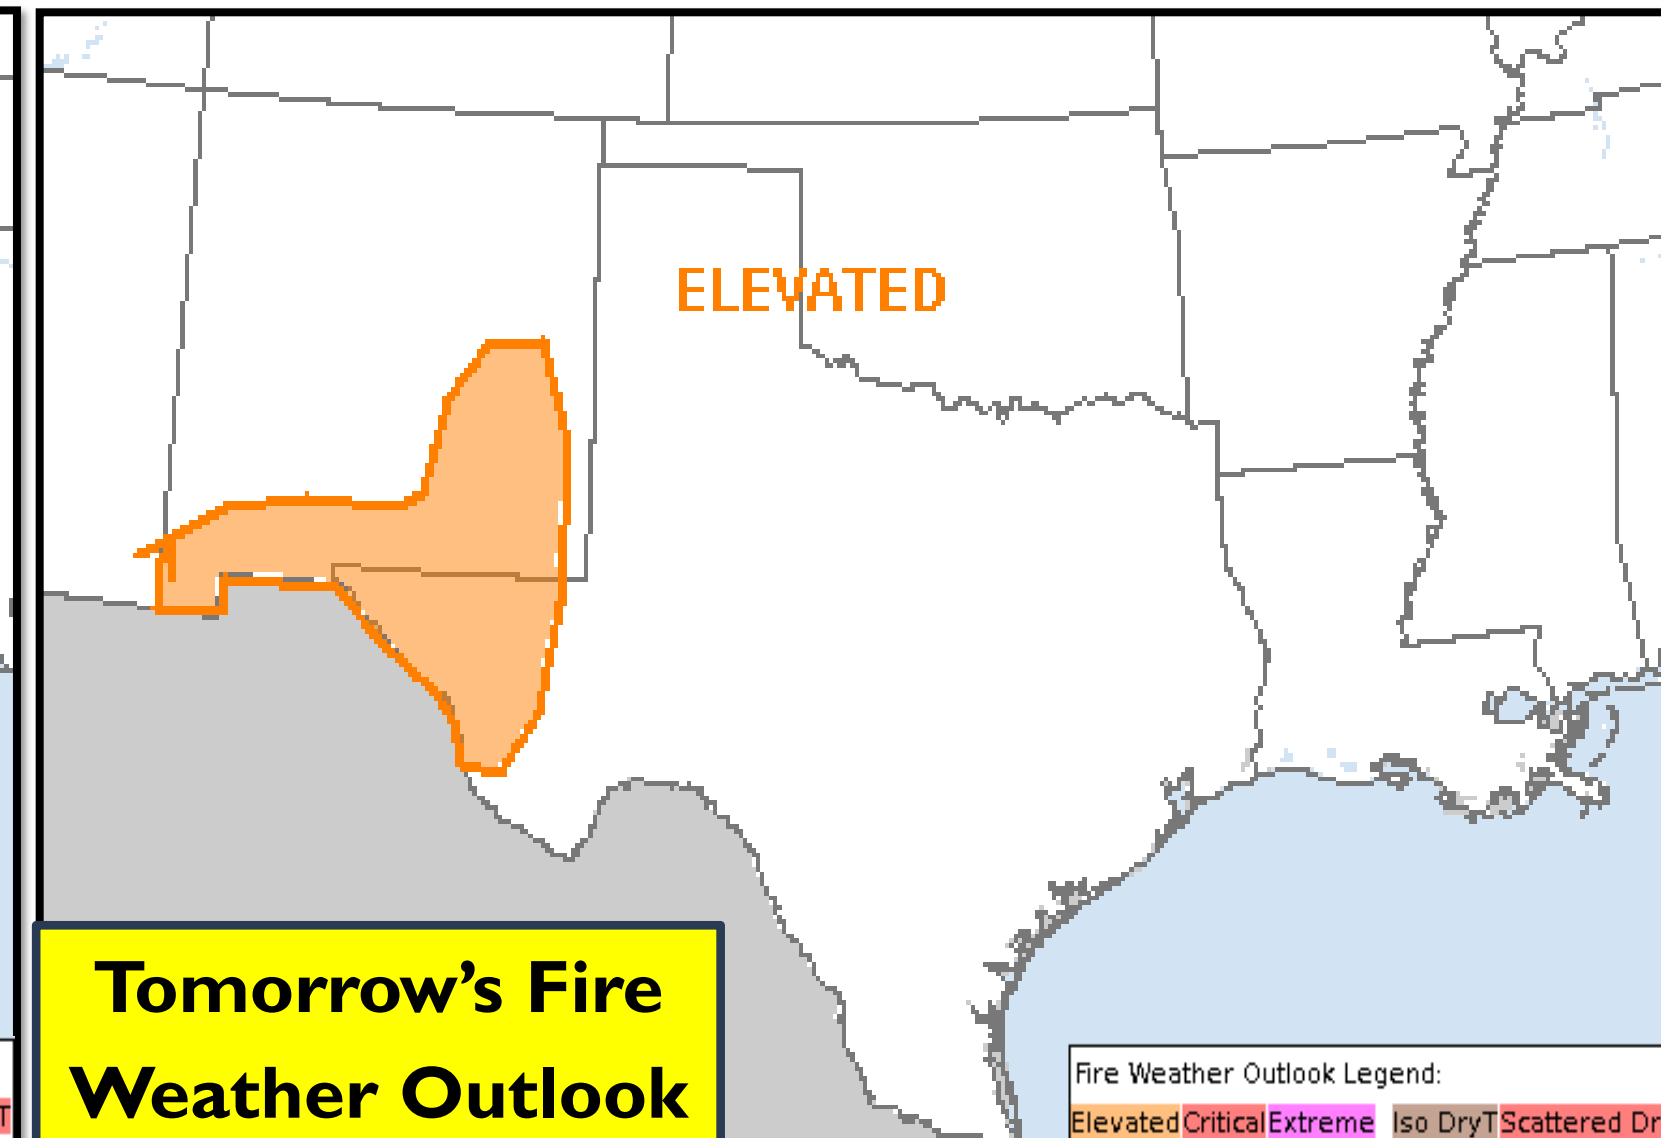 ELEVATED
Tomorrow's Fire
Weather Outlook
Fire Weather Outlook Legend:
Elevated Critical Extreme Iso DryT Scattered Dr
T